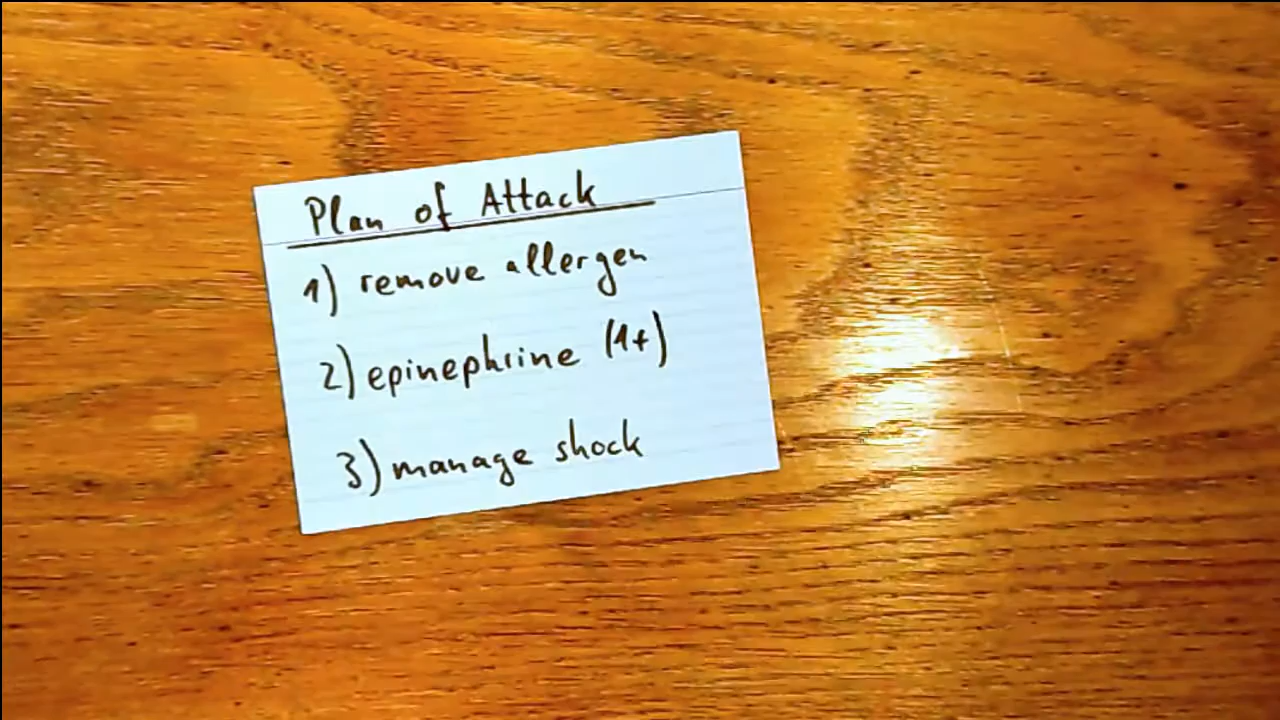 Plan of Attack
1) remove allergen
2) epinephrine (1+)
3) manage shock